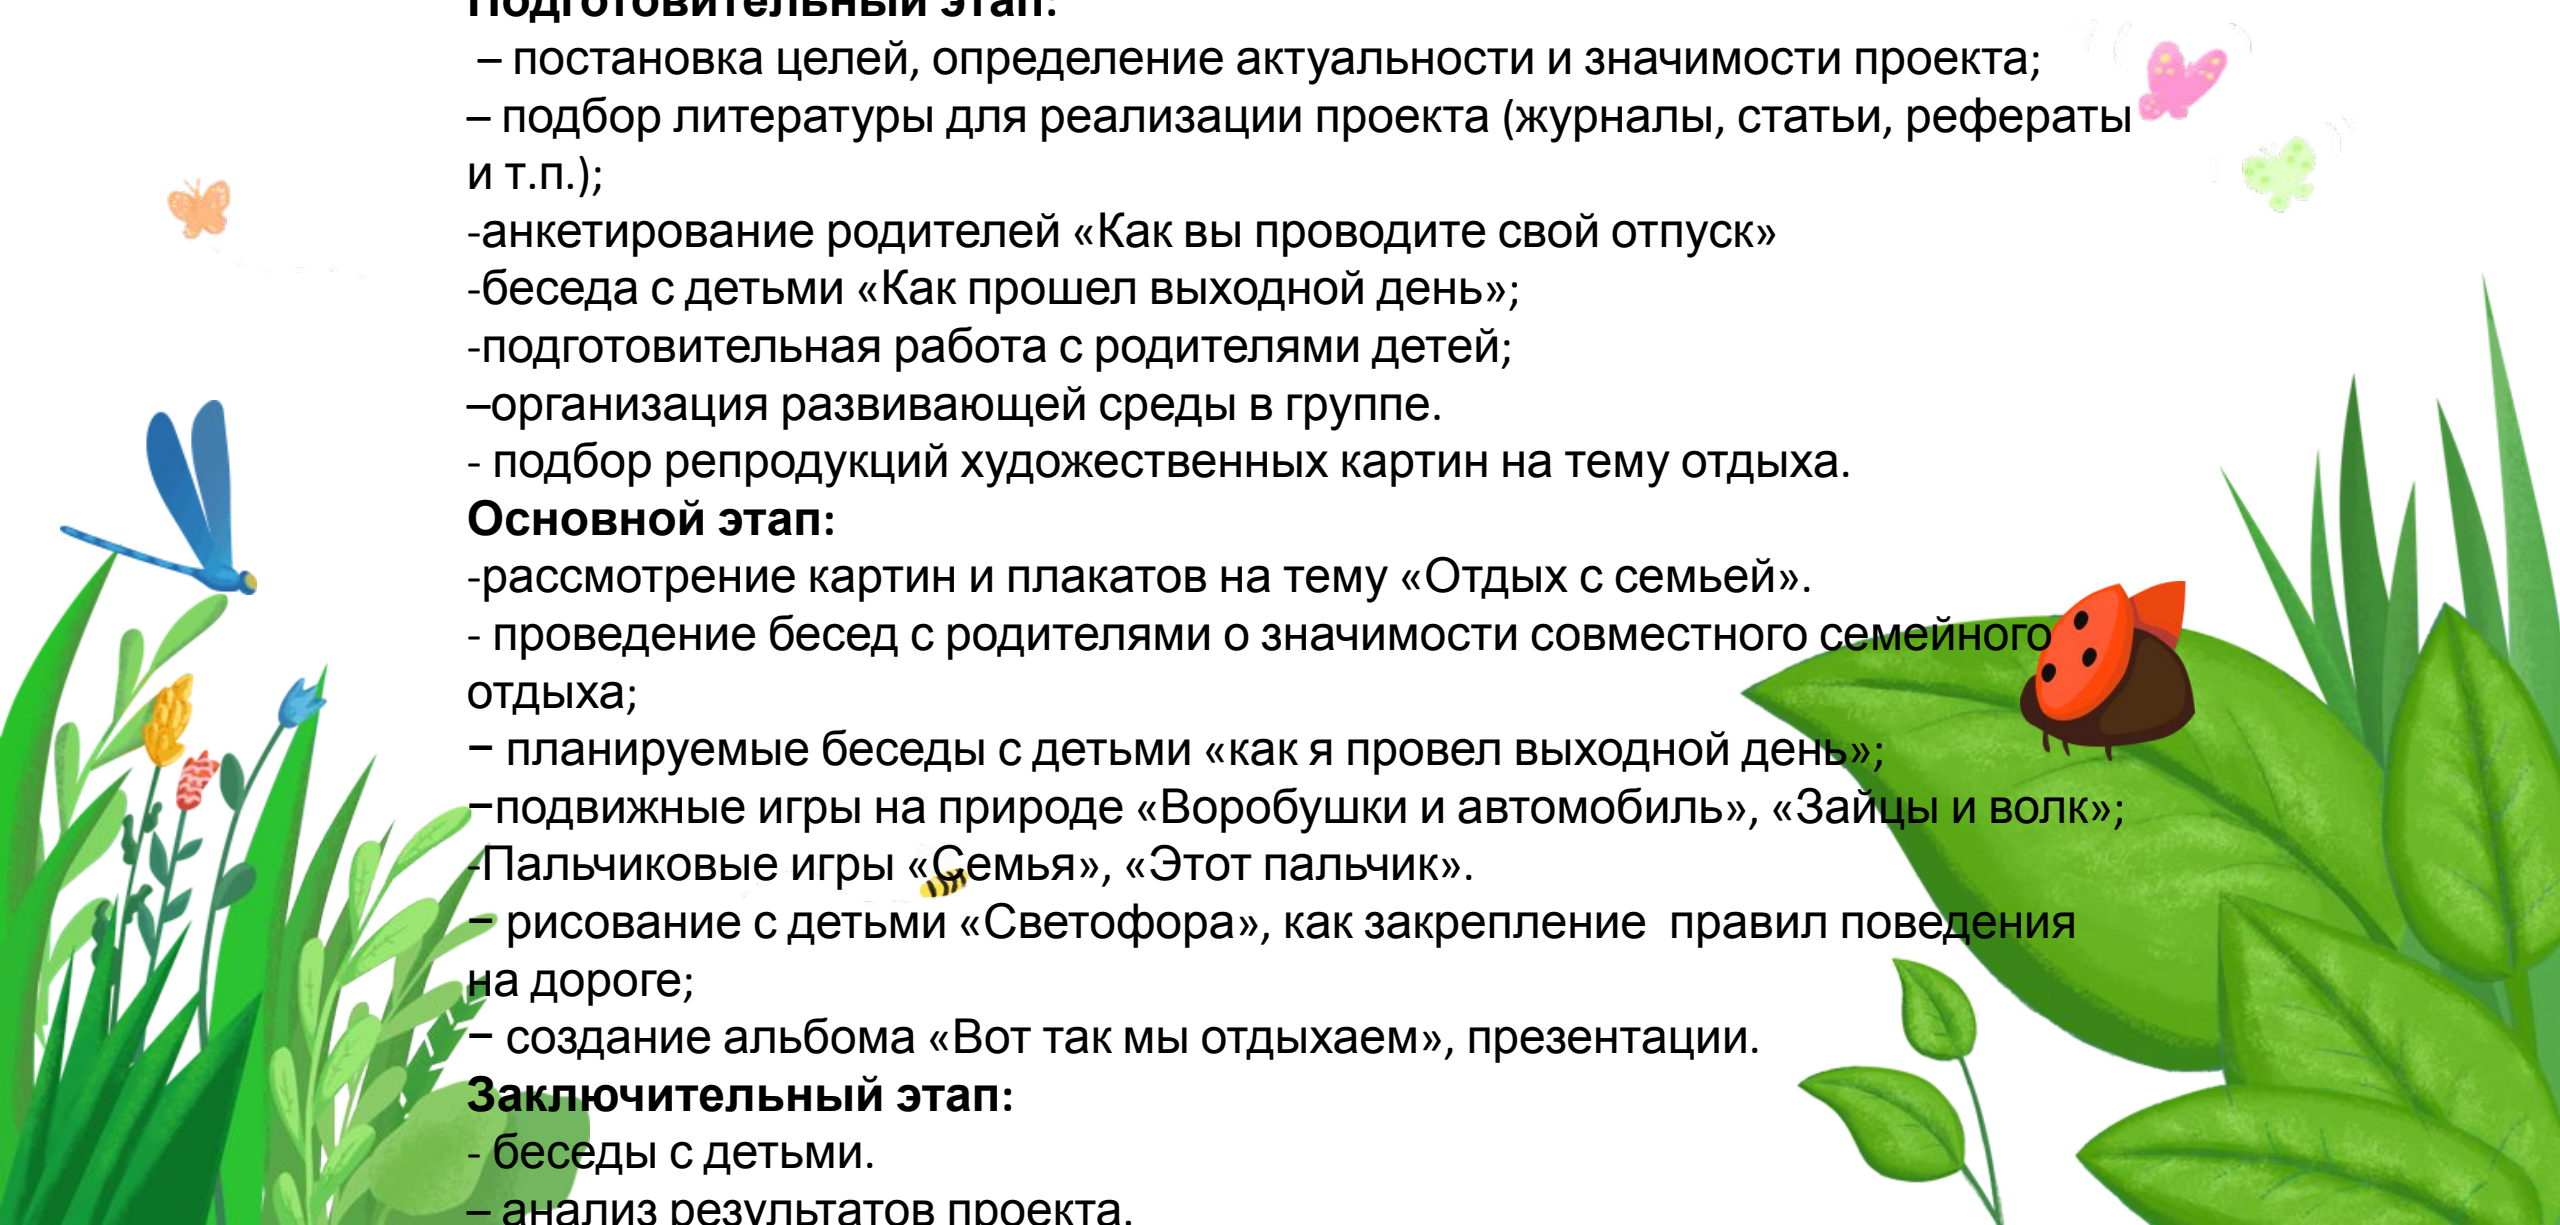 Подготовительный этап:
– постановка целей, определение актуальности и значимости проекта;
– подбор литературы для реализации проекта (журналы, статьи, рефераты
и т.п.);
-анкетирование родителей «Как вы проводите свой отпуск»
-беседа с детьми «Как прошел выходной день»;
-подготовительная работа с родителями детей;
–организация развивающей среды в группе.
- подбор репродукций художественных картин на тему отдыха.
Основной этап:
-рассмотрение картин и плакатов на тему «Отдых с семьей».
- проведение бесед с родителями о значимости совместного семейного
отдыха;
– планируемые беседы с детьми «как я провел выходной день»;
–подвижные игры на природе «Воробушки и автомобиль», «Зайцы и волк»;
-Пальчиковые игры «Семья», «Этот пальчик».
– рисование с детьми «Светофора», как закрепление  правил поведения
на дороге;
– создание альбома «Вот так мы отдыхаем», презентации.
Заключительный этап:
- беседы с детьми.
– анализ результатов проекта.